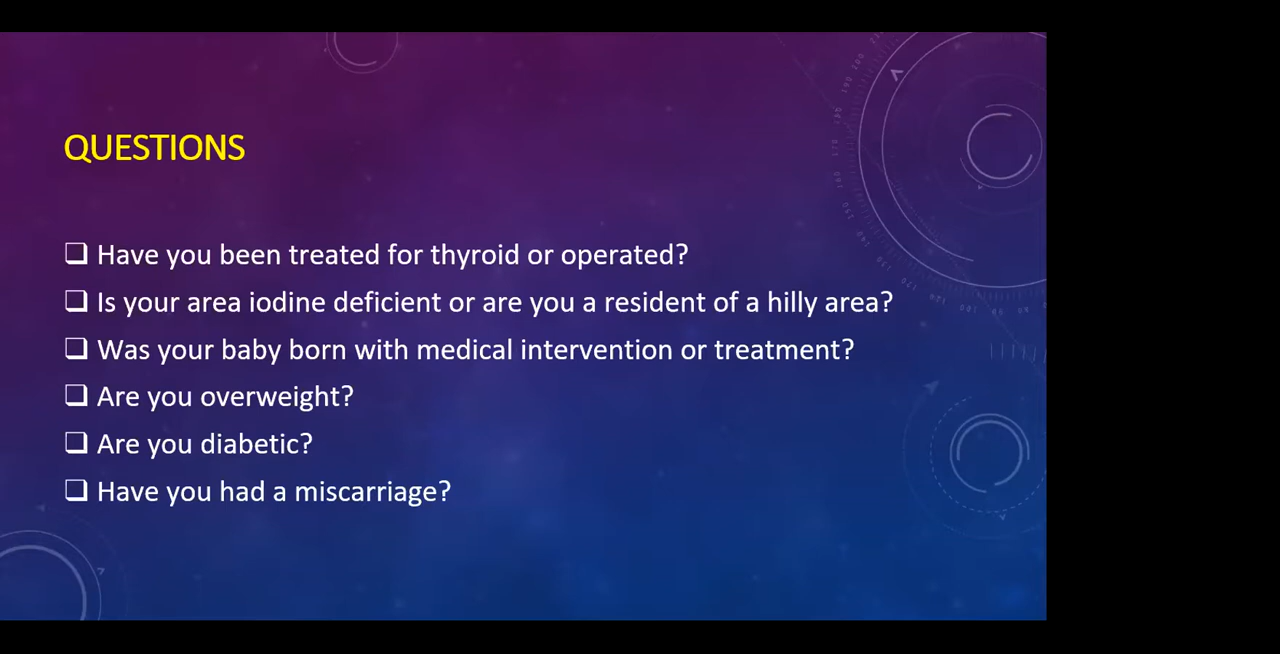 QUESTIONS
❑ Have you been treated for thyroid or operated?
❑ Is your area iodine deficient or are you a resident of a hilly area?
❑ Was your baby born with medical intervention or treatment?
❑ Are you overweight?
❑ Are you diabetic?
❑ Have you had a miscarriage?